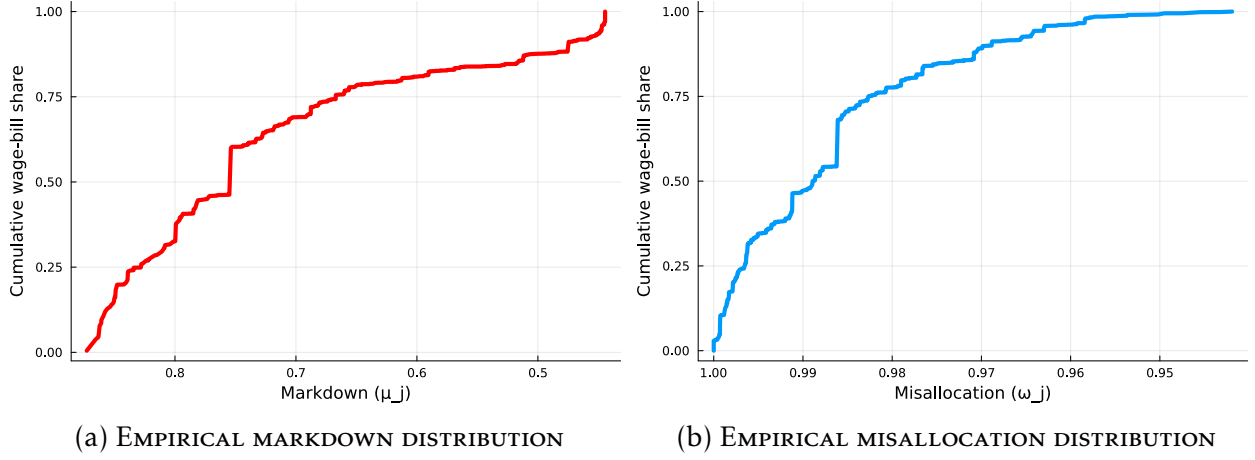 1.00
0.75
0.50
0.25
0.00
Cumulative wage-bill share
0.8 0.7 0.6 0.5
Markdown (μ_j)
(a) Empirical markdown distribution
1.00
0.75
0.50
0.25
0.00
Cumulative wage-bill share
1.00 0.99 0.98 0.97 0.96 0.95
Misallocation (ω_j)
(b) Empirical misallocation distribution